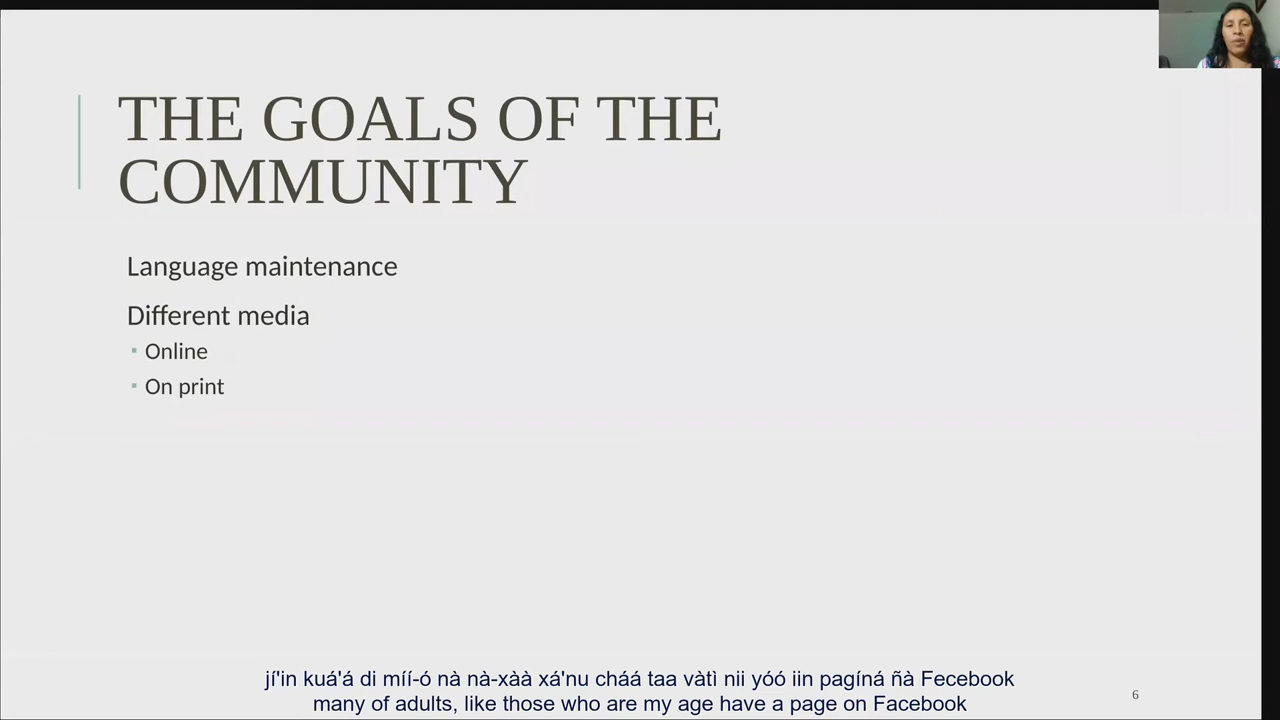 THE GOALS OF THE
COMMUNITY
Language maintenance
Different media
▪ Online
▪ On print
jí'in kuá'á di míí-ó nà nà-xàà xá'nu cháá taa vàtì nii yóó iin pagíná ñà Fecebook
many of adults, like those who are my age have a page on Facebook
6